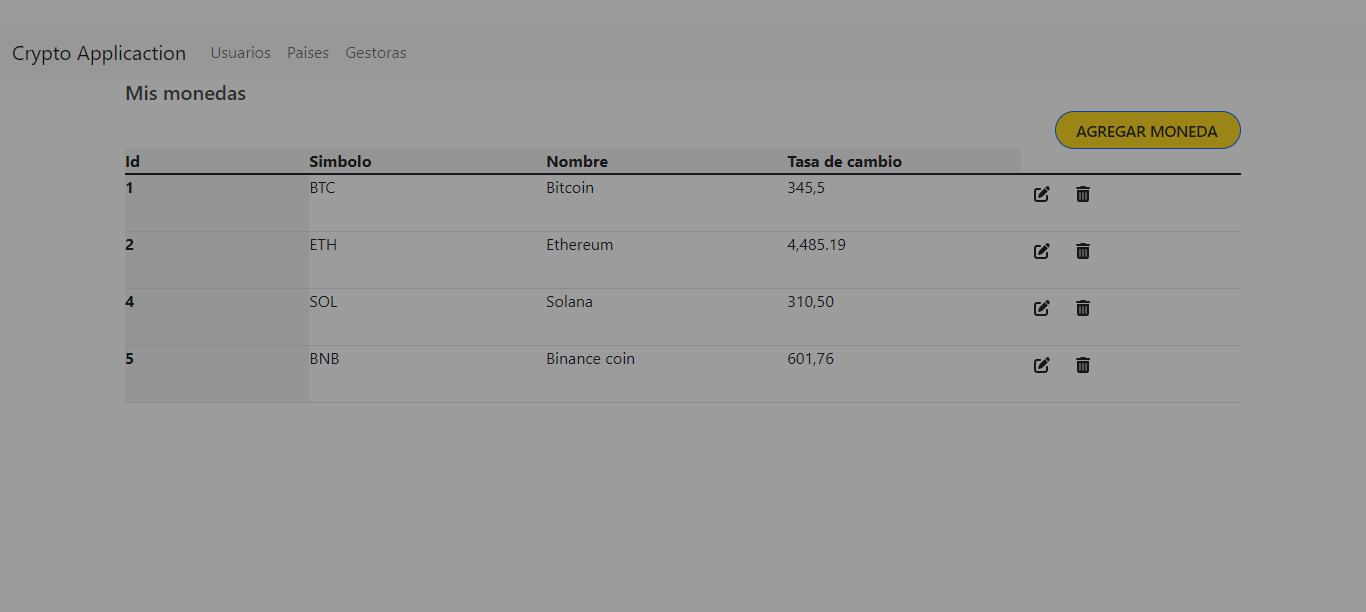 Crypto Applicaction Usuarios Paises Gestoras
Mis monedas
AGREGAR MONEDA
Id Simbolo Nombre Tasa de cambio
1 BTC Bitcoin 345,5
2 ETH Ethereum 4,485.19
4 SOL Solana 310,50
5 BNB Binance coin 601,76